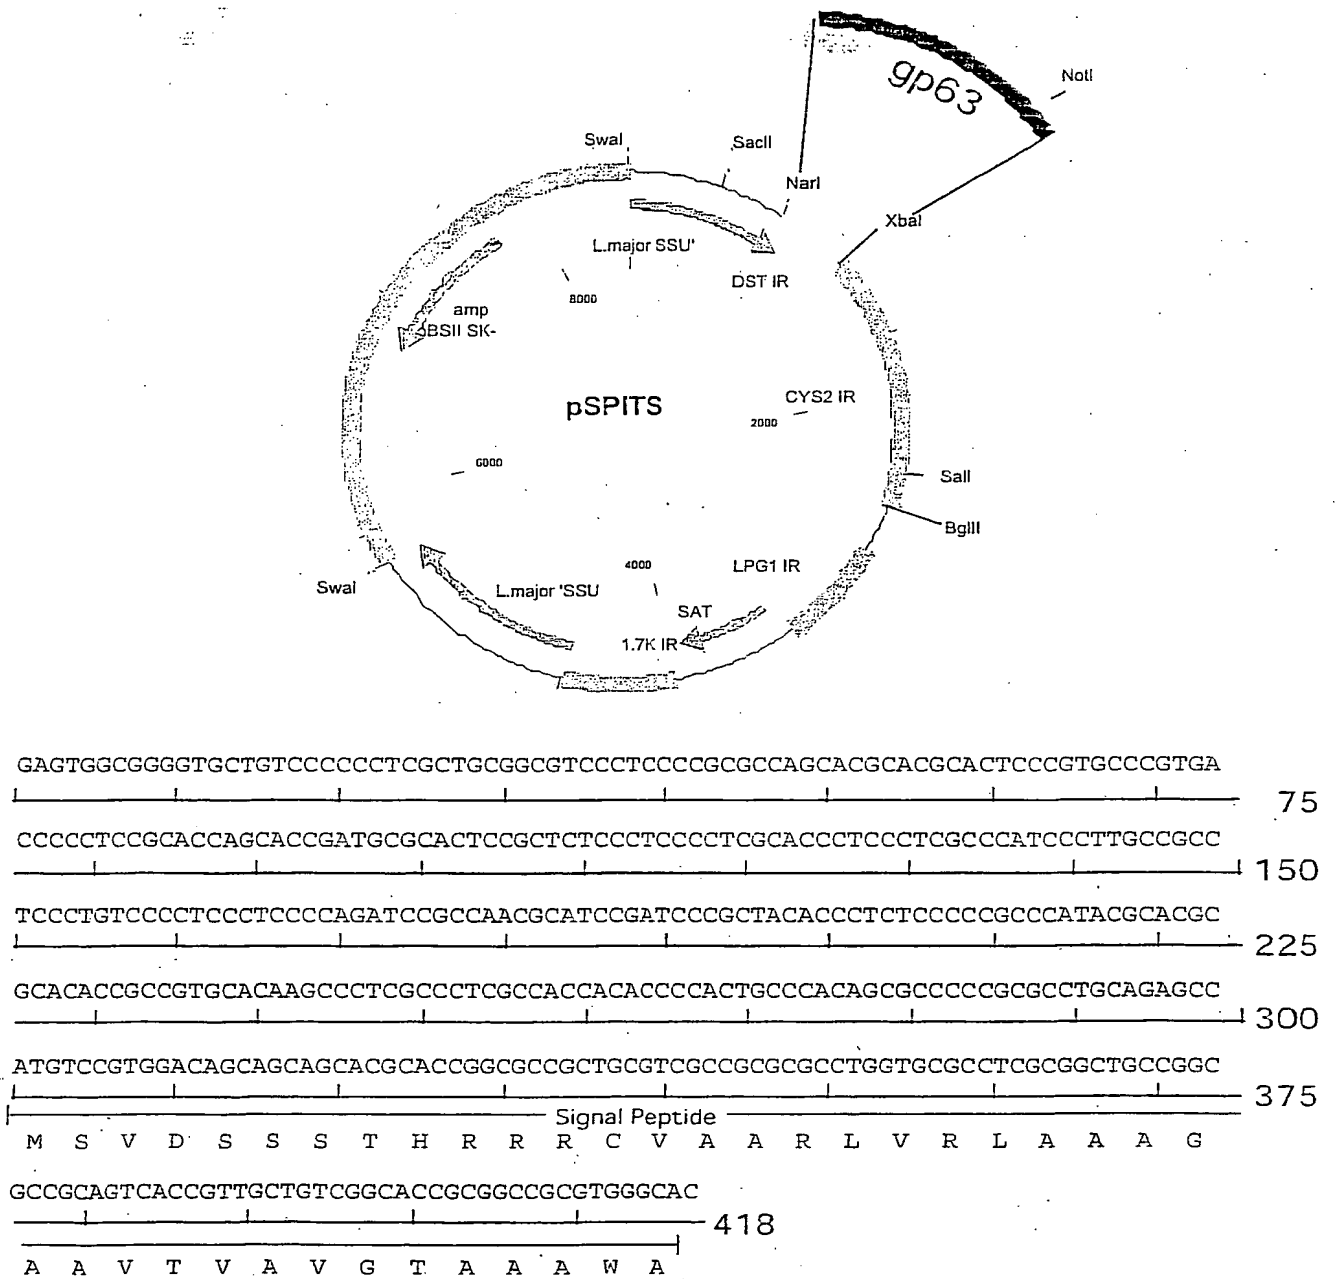 gp63
NotI
SwaI
SacII
NarI
XbaI
L.major SSU'
DST IR
8000
amp
pBSII SK-
pSPITS
CYS2 IR
2000
6000
SalI
BglII
4000
LPG1 IR
SwaI
L.major 'SSU
SAT
1.7K IR
GAGTGGCGGGGTGCTGTCCCCCCTCGCTGCGGCGTCCCTCCCCGCGCCAGCACGCACGCACTCCCGTGCCCGTGA
75
CCCCCTCCGCACCAGCACCGATGCGCACTCCGCTCTCCCTCCCCTCGCACCCTCCCTCGCCCATCCCTTGCCGCC
150
TCCCTGTCCCCTCCCTCCCCAGATCCGCCAACGCATCCGATCCCGCTACACCCTCTCCCCCGCCCATACGCACGC
225
GCACACCGCCGTGCACAAGCCCTCGCCCTCGCCACCACACCCCACTGCCCACAGCGCCCCCGCGCCTGCAGAGCC
300
ATGTCCGTGGACAGCAGCAGCACGCACCGGCGCCGCTGCGTCGCCGCGCGCCTGGTGCGCCTCGCGGCTGCCGGC
375
Signal Peptide
M S V D S S S T H R R R C V A A R L V R L A A A G
GCCGCAGTCACCGTTGCTGTCGGCACCGCGGCCGCGTGGGCAC
418
A A V T V A V G T A A A W A